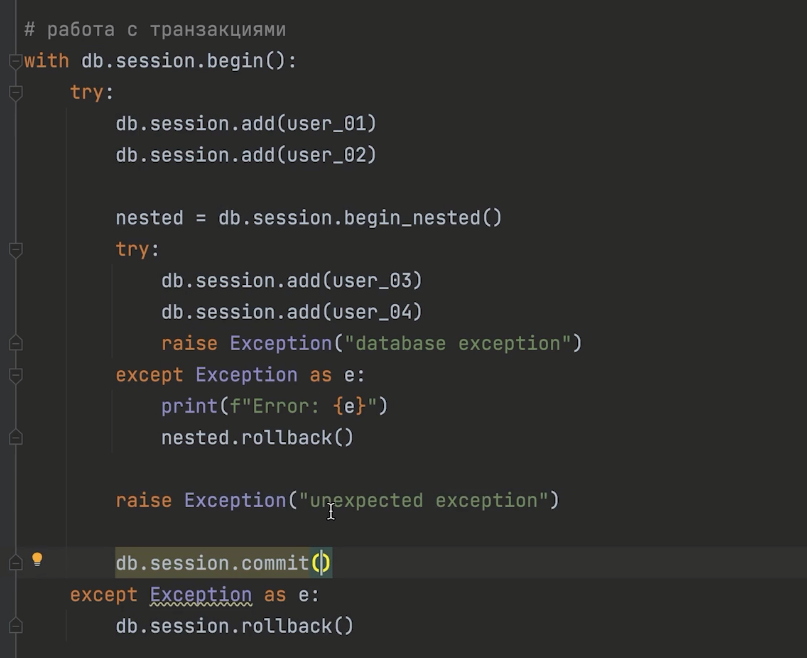 # работа с транзакциями
with db.session.begin():
    try:
        db.session.add(user_01)
        db.session.add(user_02)

        nested = db.session.begin_nested()
        try:
            db.session.add(user_03)
            db.session.add(user_04)
            raise Exception("database exception")
        except Exception as e:
            print(f"Error: {e}")
            nested.rollback()

        raise Exception("unexpected exception")

        db.session.commit()
    except Exception as e:
        db.session.rollback()